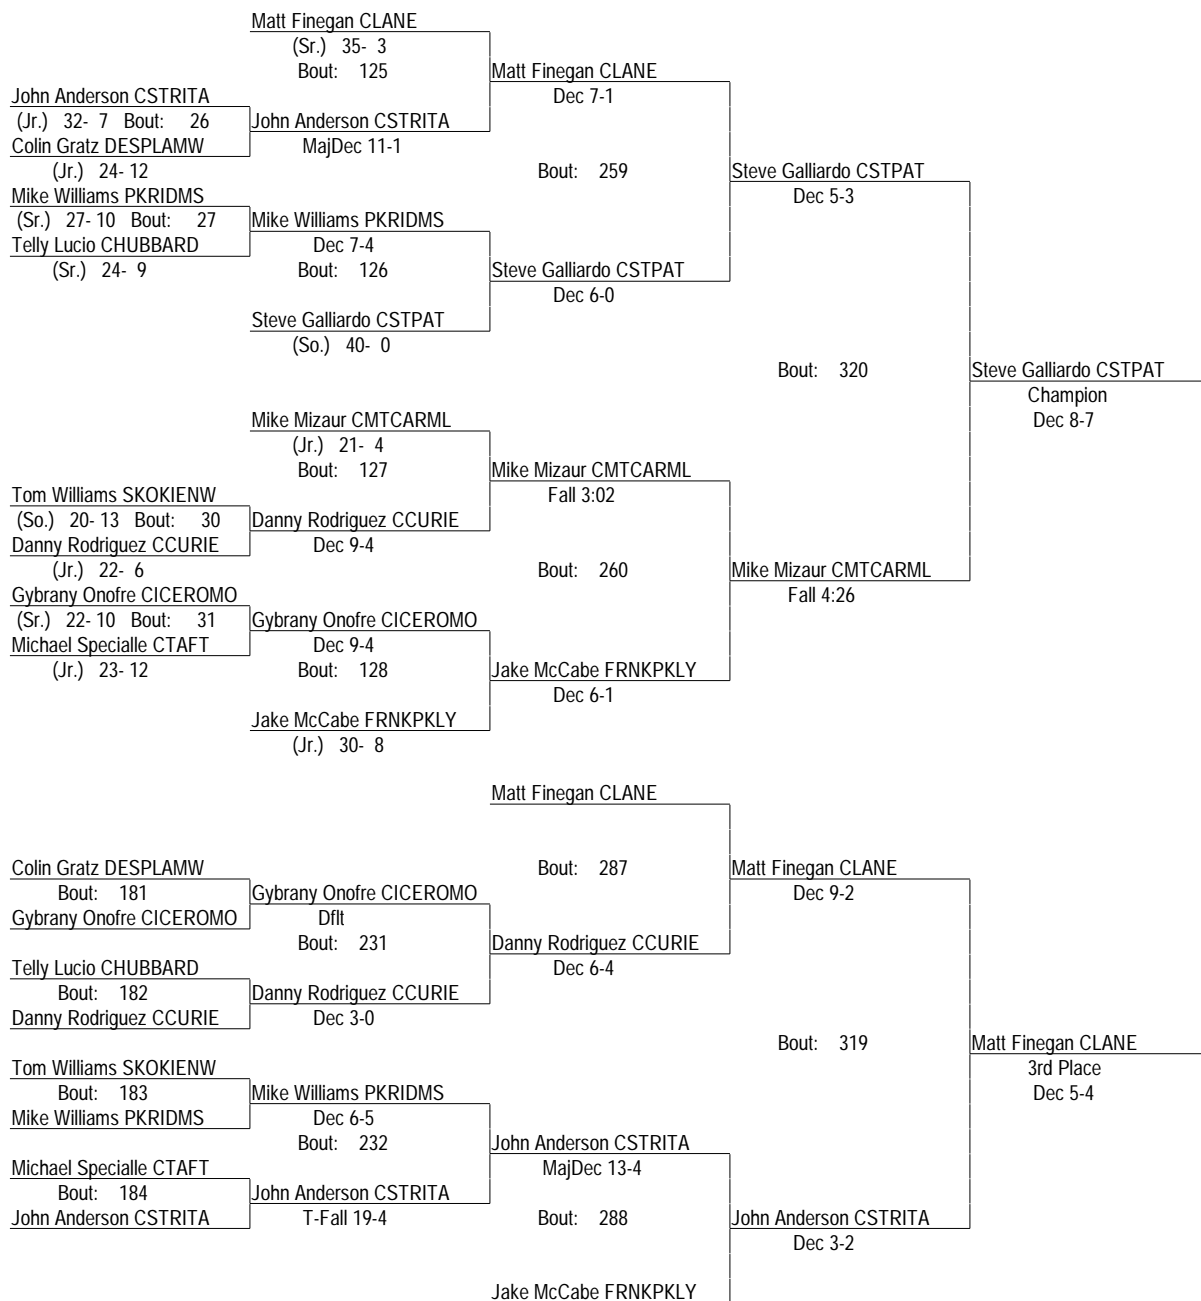 Matt Finegan CLANE
(Sr.) 35- 3
Bout: 125
Matt Finegan CLANE
Dec 7-1
John Anderson CSTRITA
(Jr.) 32- 7 Bout: 26
John Anderson CSTRITA
MajDec 11-1
Colin Gratz DESPLAMW
(Jr.) 24- 12
Bout: 259
Steve Galliardo CSTPAT
Dec 5-3
Mike Williams PKRIDMS
(Sr.) 27- 10 Bout: 27
Mike Williams PKRIDMS
Dec 7-4
Telly Lucio CHUBBARD
(Sr.) 24- 9
Bout: 126
Steve Galliardo CSTPAT
Dec 6-0
Steve Galliardo CSTPAT
(So.) 40- 0
Bout: 320
Steve Galliardo CSTPAT
Champion
Dec 8-7
Mike Mizaur CMTCARML
(Jr.) 21- 4
Bout: 127
Mike Mizaur CMTCARML
Fall 3:02
Tom Williams SKOKIENW
(So.) 20- 13 Bout: 30
Danny Rodriguez CCURIE
Dec 9-4
Danny Rodriguez CCURIE
(Jr.) 22- 6
Bout: 260
Mike Mizaur CMTCARML
Fall 4:26
Gybrany Onofre CICEROMO
(Sr.) 22- 10 Bout: 31
Gybrany Onofre CICEROMO
Dec 9-4
Michael Specialle CTAFT
(Jr.) 23- 12
Bout: 128
Jake McCabe FRNKPKLY
Dec 6-1
Jake McCabe FRNKPKLY
(Jr.) 30- 8
Matt Finegan CLANE
Bout: 287
Matt Finegan CLANE
Dec 9-2
Colin Gratz DESPLAMW
Bout: 181
Gybrany Onofre CICEROMO
Gybrany Onofre CICEROMO
Dflt
Bout: 231
Danny Rodriguez CCURIE
Dec 6-4
Telly Lucio CHUBBARD
Bout: 182
Danny Rodriguez CCURIE
Danny Rodriguez CCURIE
Dec 3-0
Bout: 319
Matt Finegan CLANE
3rd Place
Dec 5-4
Tom Williams SKOKIENW
Bout: 183
Mike Williams PKRIDMS
Mike Williams PKRIDMS
Dec 6-5
Bout: 232
John Anderson CSTRITA
MajDec 13-4
Michael Specialle CTAFT
Bout: 184
John Anderson CSTRITA
John Anderson CSTRITA
T-Fall 19-4
Bout: 288
John Anderson CSTRITA
Dec 3-2
Jake McCabe FRNKPKLY